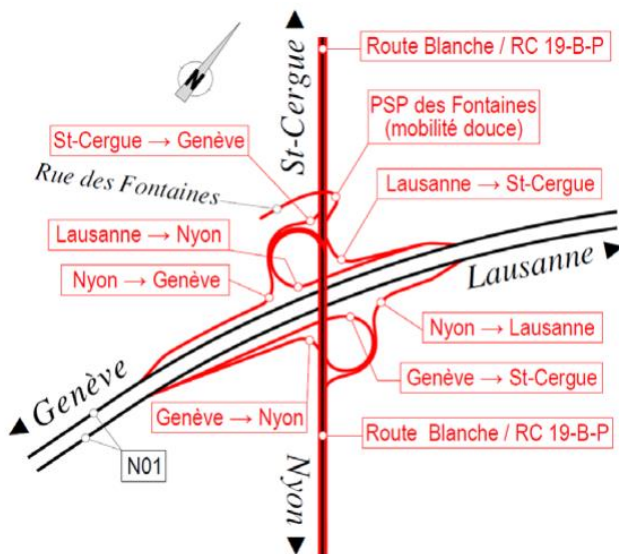 Route Blanche / RC 19-B-P
St-Cergue
PSP des Fontaines
(mobilité douce)
N
St-Cergue → Genève
Rue des Fontaines
Lausanne → St-Cergue
Lausanne → Nyon
Lausanne
Nyon → Genève
Nyon → Lausanne
Genève
Genève → St-Cergue
Genève → Nyon
Route Blanche / RC 19-B-P
N01
Nyon